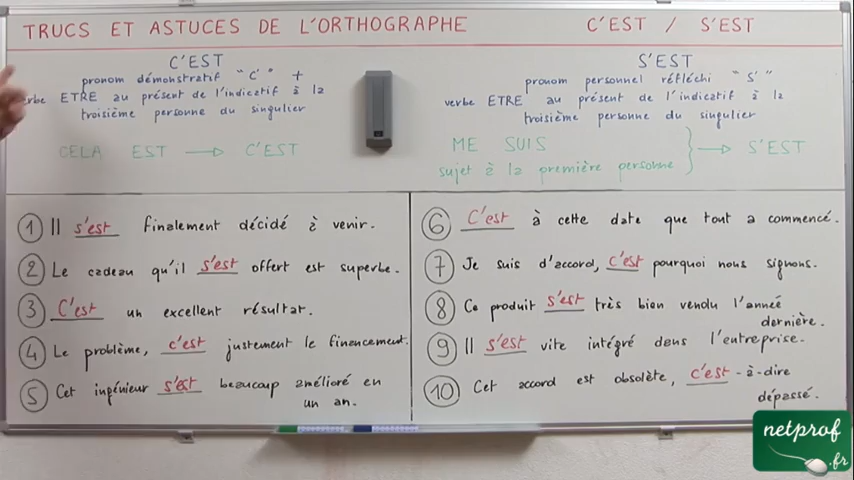 TRUCS ET ASTUCES DE L'ORTHOGRAPHE C'EST / S'EST
C'EST
pronom démonstratif "C'" +
verbe ETRE au présent de l'indicatif à la
troisième personne du singulier
CELA EST → C'EST
S'EST
pronom personnel réfléchi "S'"
verbe ETRE au présent de l'indicatif à la
troisième personne du singulier
ME SUIS
sujet à la première personne } → S'EST
1 Il s'est finalement décidé à venir.
2 Le cadeau qu'il s'est offert est superbe.
3 C'est un excellent résultat.
4 Le problème, c'est justement le financement.
5 Cet ingénieur s'est beaucoup amélioré en
un an.
6 C'est à cette date que tout a commencé.
7 Je suis d'accord, c'est pourquoi nous signons.
8 Ce produit s'est très bien vendu l'anneé
dernière.
9 Il s'est vite intégré dans l'entreprise.
10 Cet accord est obsolète, c'est-à-dire
dépassé.
netprof
.fr